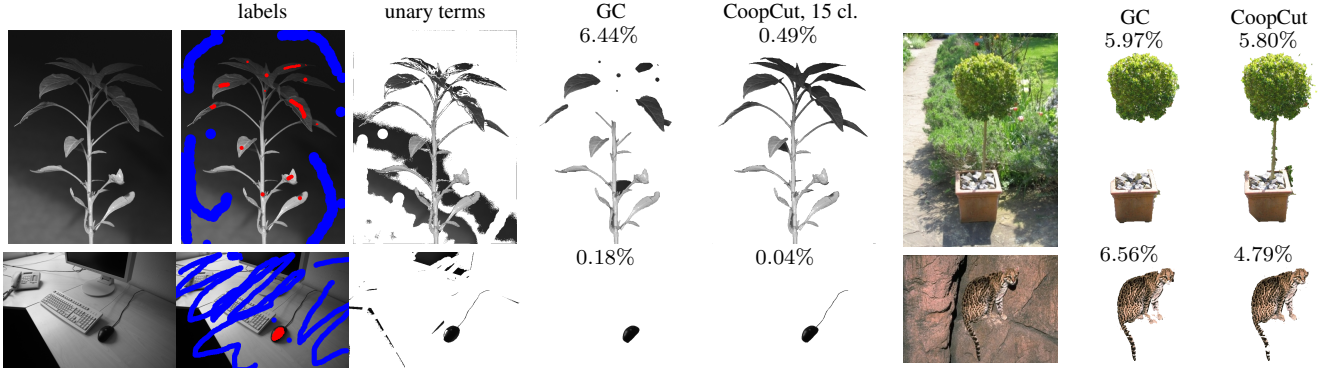 labels unary terms GC CoopCut, 15 cl.
6.44% 0.49%
GC CoopCut
5.97% 5.80%
0.18% 0.04%
6.56% 4.79%